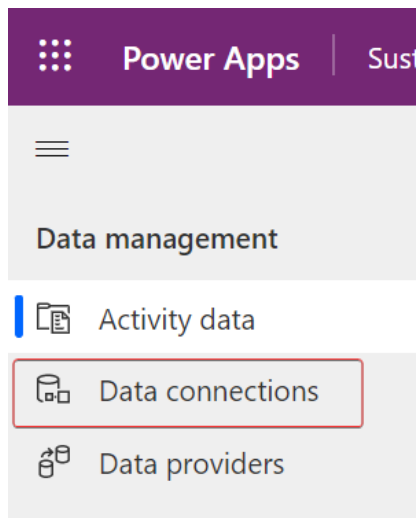 Power Apps
Data management
Activity data
Data connections
Data providers